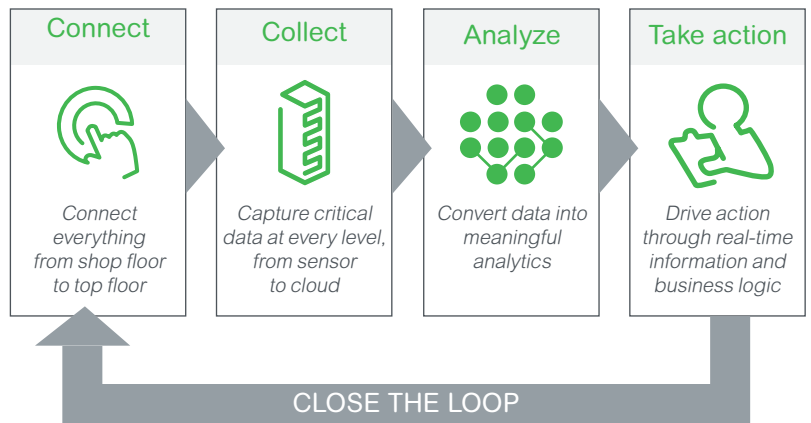 Connect
Connect
everything
from shop floor
to top floor
Collect
Capture critical
data at every level,
from sensor
to cloud
Analyze
Convert data into
meaningful
analytics
Take action
Drive action
through real-time
information and
business logic
CLOSE THE LOOP